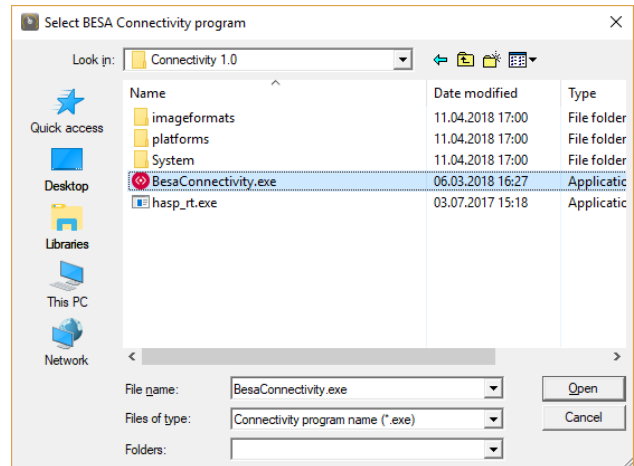 Select BESA Connectivity program
Look in: Connectivity 1.0
Name Date modified Type
imageformats 11.04.2018 17:00 File folder
platforms 11.04.2018 17:00 File folder
System 11.04.2018 17:00 File folder
BesaConnectivity.exe 06.03.2018 16:27 Applicatic
hasp_rt.exe 03.07.2017 15:18 Applicatic
Quick access
Desktop
Libraries
This PC
Network
File name: BesaConnectivity.exe Open
Files of type: Connectivity program name (*.exe) Cancel
Folders: